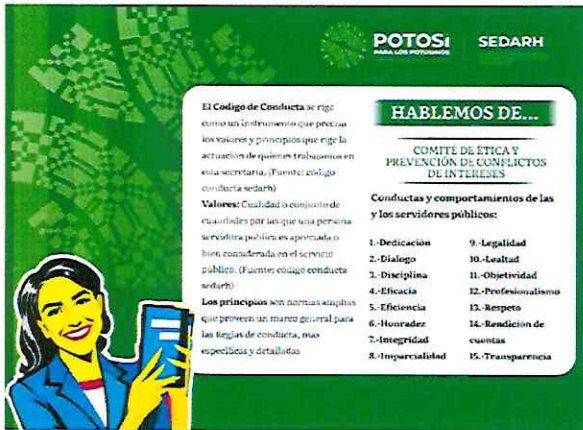 POTOSí
PARA LOS POTOSINOS
SEDARH
El Código de Conducta se rige
como un instrumento que precisa
los valores y principios que rige la
actuación de quienes trabajamos en
esta secretaría. (Fuente: código
conducta sedarh)
Valores: Cualidad o conjunto de
cualidades por las que una persona
servidora pública es apreciada o
bien considerada en el servicio
público. (Fuente: código conducta
sedarh)
Los principios son normas amplias
que proveen un marco general para
las Reglas de conducta, mas
específicas y detalladas
HABLEMOS DE...
COMITÉ DE ÉTICA Y
PREVENCIÓN DE CONFLICTOS
DE INTERESES
Conductas y comportamientos de las
y los servidores públicos:
1.-Dedicación
2.-Dialogo
3.-Disciplina
4.-Eficacia
5.-Eficiencia
6.-Honradez
7.-Integridad
8.-Imparcialidad
9.-Legalidad
10.-Lealtad
11.-Objetividad
12.-Profesionalismo
13.-Respeto
14.-Rendición de
cuentas
15.-Transparencia